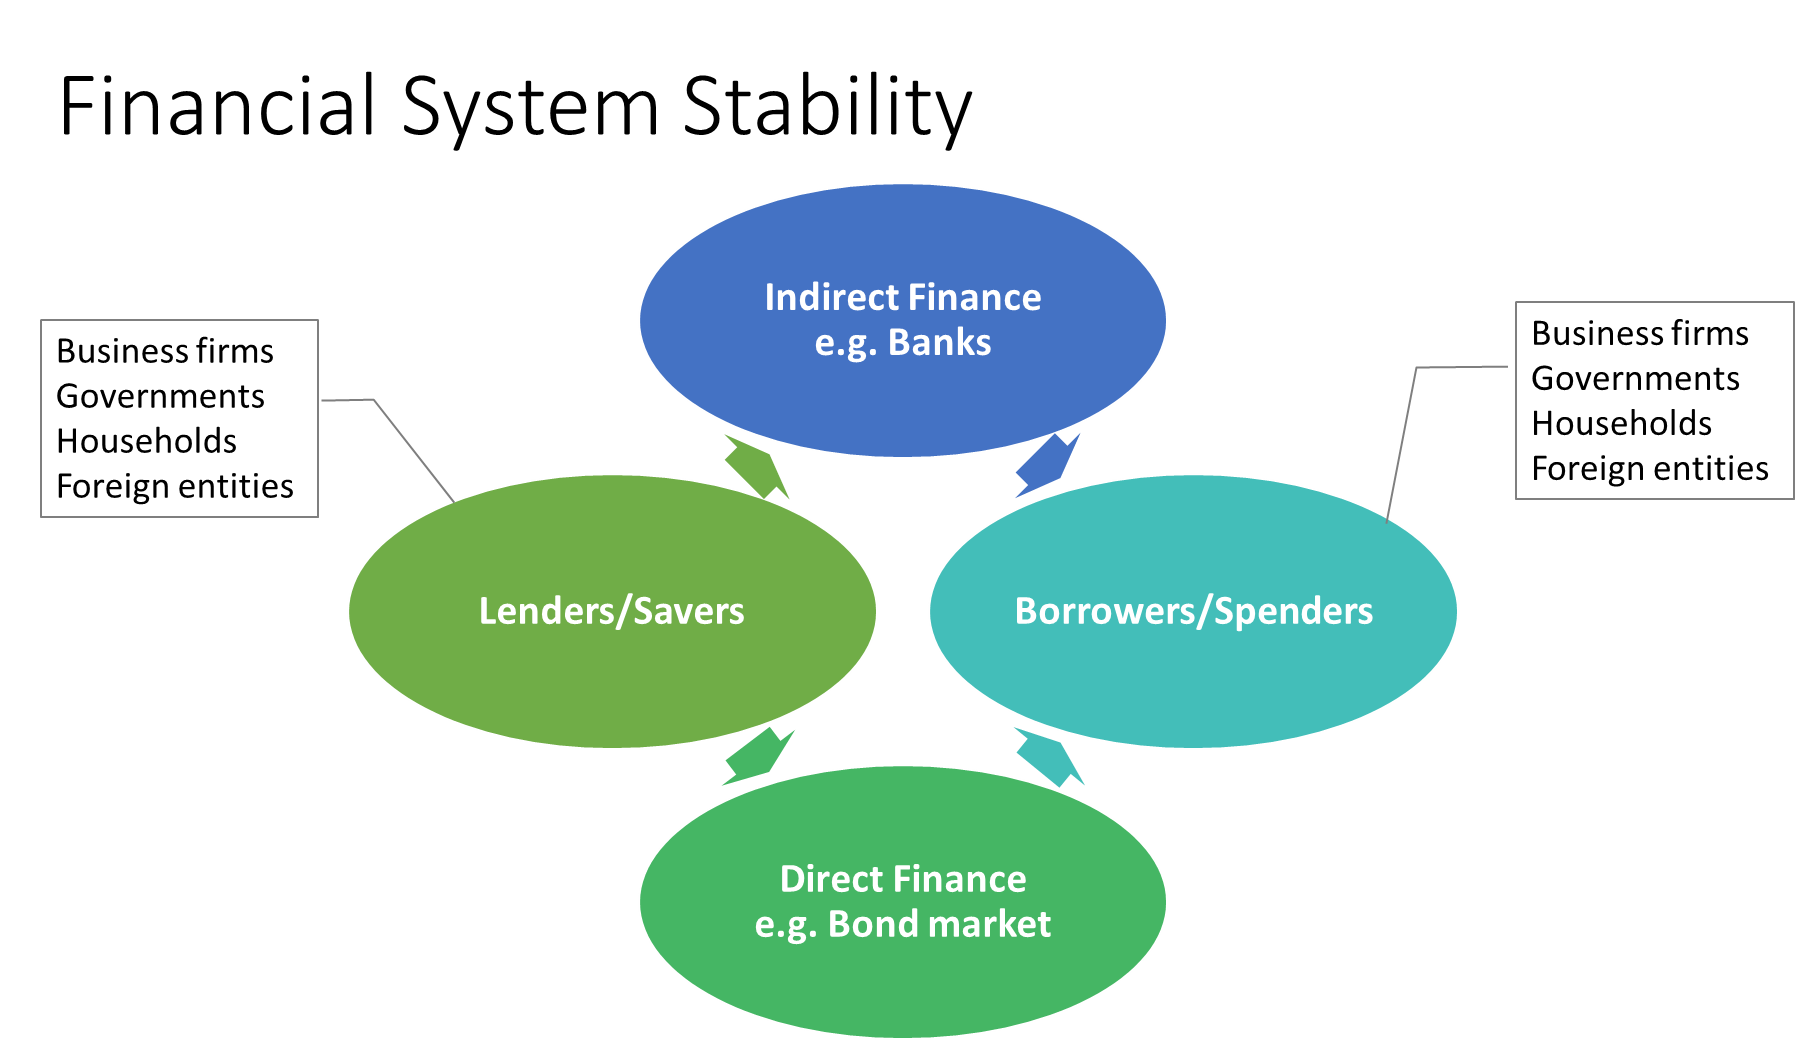 Financial System Stability
Indirect Finance
e.g. Banks
Business firms
Governments
Households
Foreign entities
Business firms
Governments
Households
Foreign entities
Lenders/Savers
Borrowers/Spenders
Direct Finance
e.g. Bond market